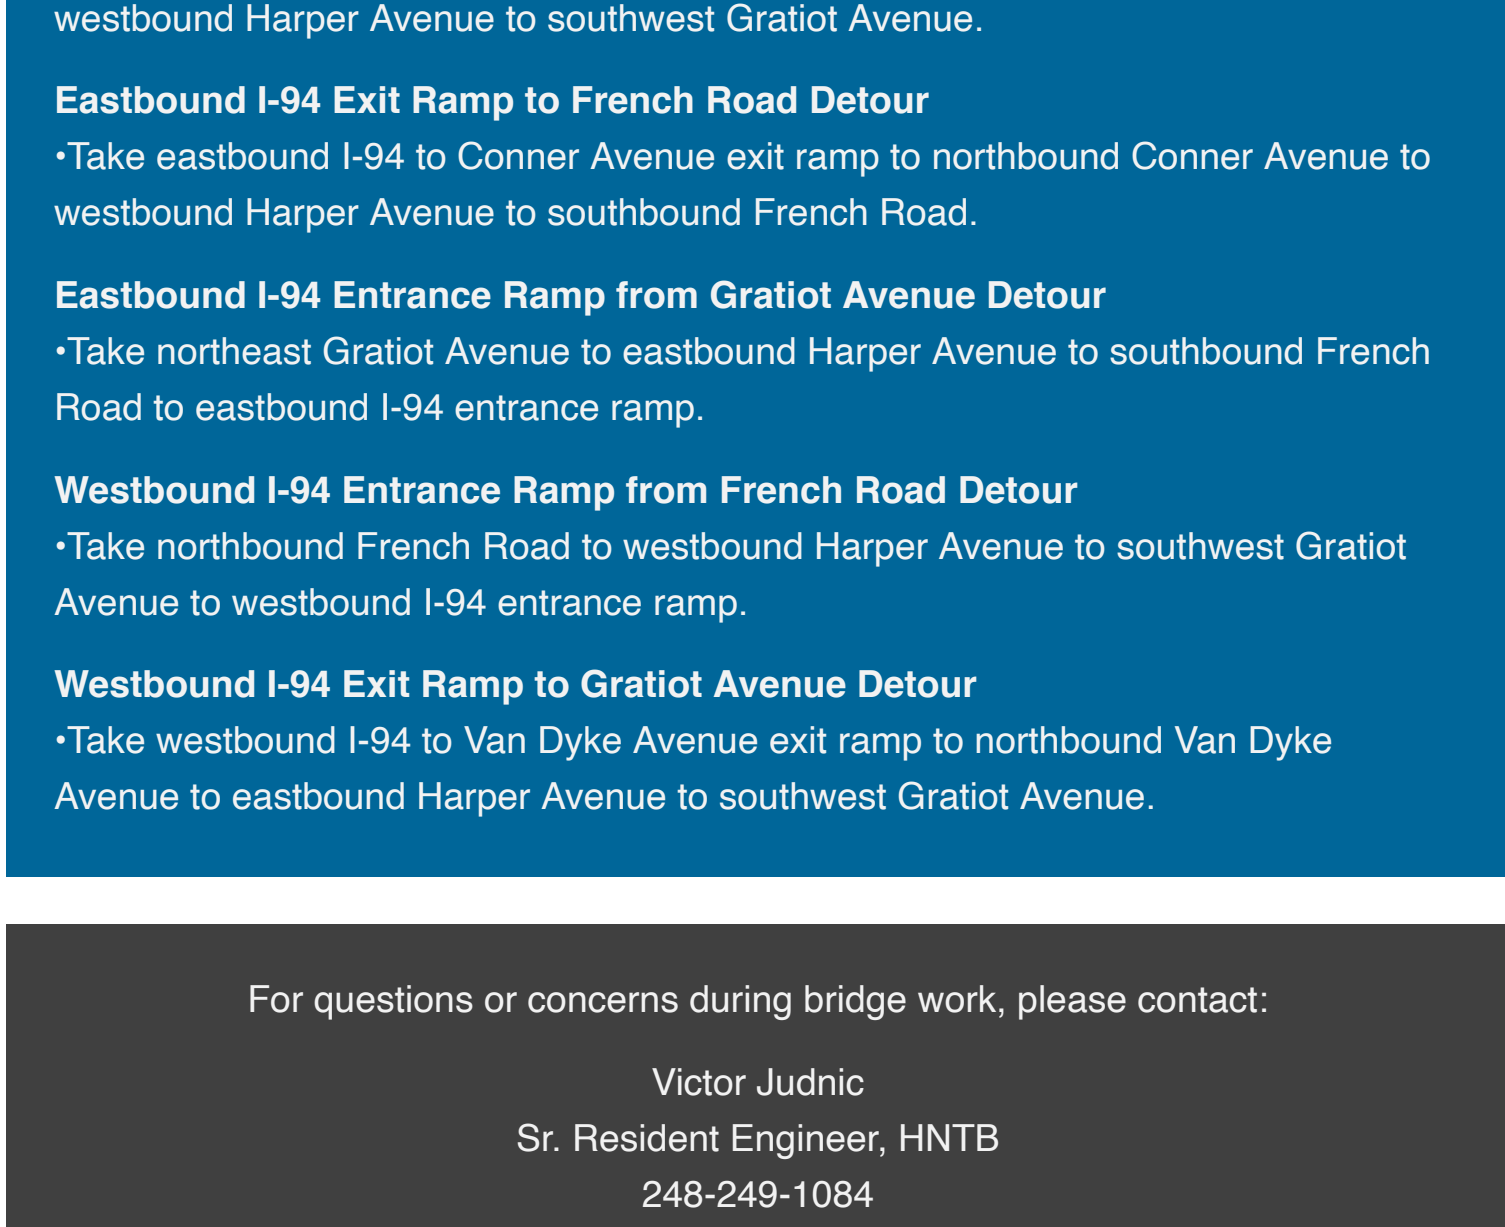 westbound Harper Avenue to southwest Gratiot Avenue.
Eastbound I-94 Exit Ramp to French Road Detour
•Take eastbound I-94 to Conner Avenue exit ramp to northbound Conner Avenue to
westbound Harper Avenue to southbound French Road.
Eastbound I-94 Entrance Ramp from Gratiot Avenue Detour
•Take northeast Gratiot Avenue to eastbound Harper Avenue to southbound French
Road to eastbound I-94 entrance ramp.
Westbound I-94 Entrance Ramp from French Road Detour
•Take northbound French Road to westbound Harper Avenue to southwest Gratiot
Avenue to westbound I-94 entrance ramp.
Westbound I-94 Exit Ramp to Gratiot Avenue Detour
•Take westbound I-94 to Van Dyke Avenue exit ramp to northbound Van Dyke
Avenue to eastbound Harper Avenue to southwest Gratiot Avenue.
For questions or concerns during bridge work, please contact:
Victor Judnic
Sr. Resident Engineer, HNTB
248-249-1084